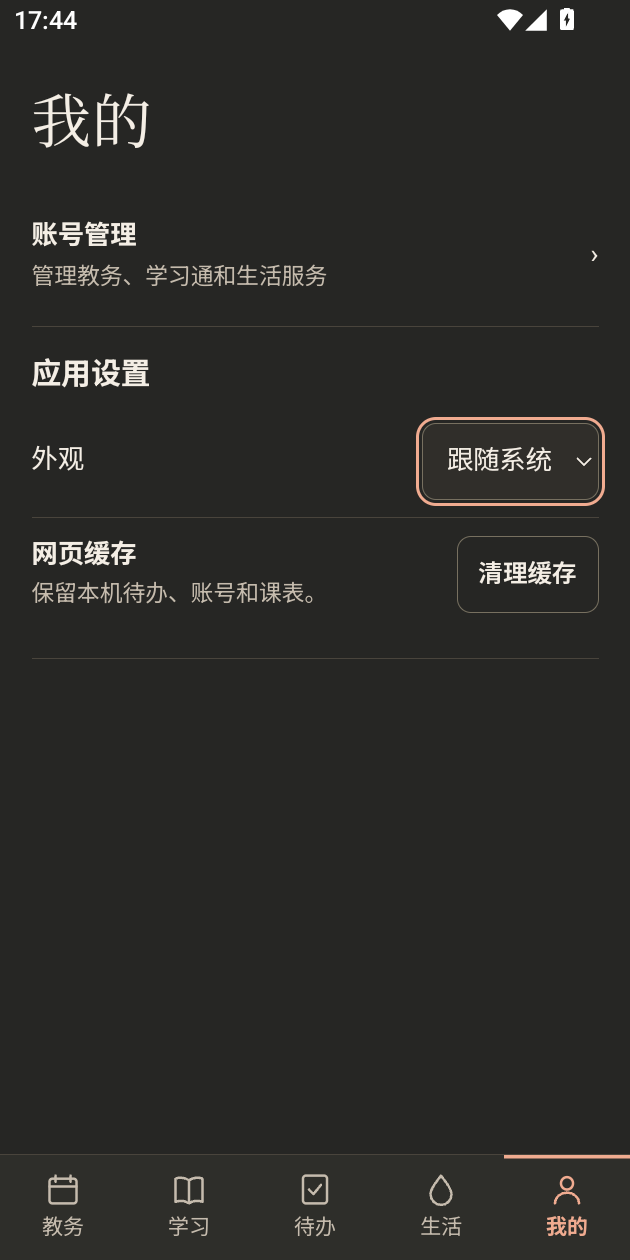 17:44
我的
账号管理
管理教务、学习通和生活服务
›
应用设置
外观
跟随系统
网页缓存
保留本机待办、账号和课表。
清理缓存
教务
学习
待办
生活
我的